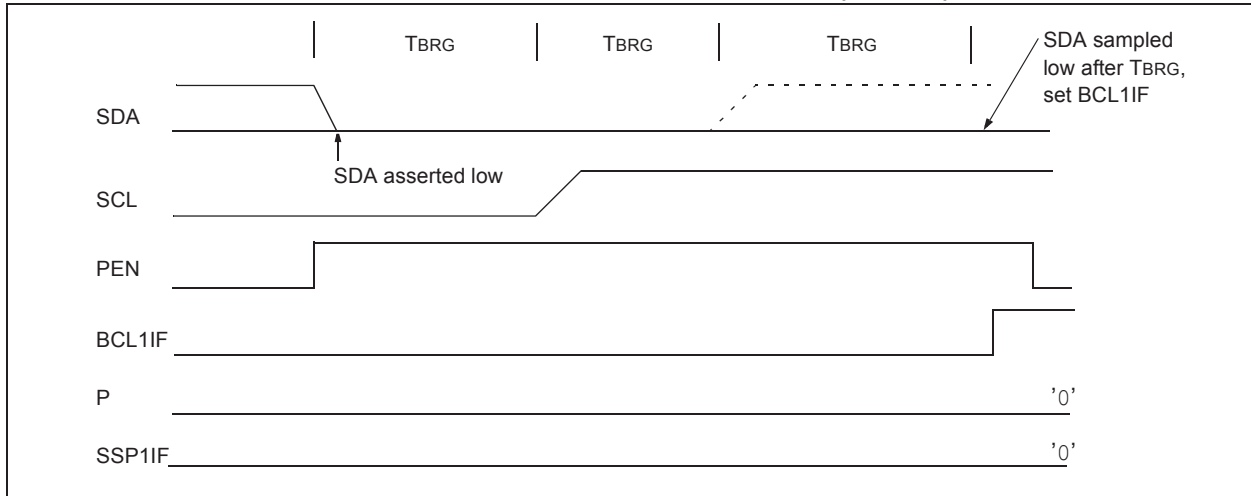 TBRG
TBRG
TBRG
SDA sampled
low after TBRG,
set BCL1IF
SDA
SDA asserted low
SCL
PEN
BCL1IF
P
'0'
SSP1IF
'0'